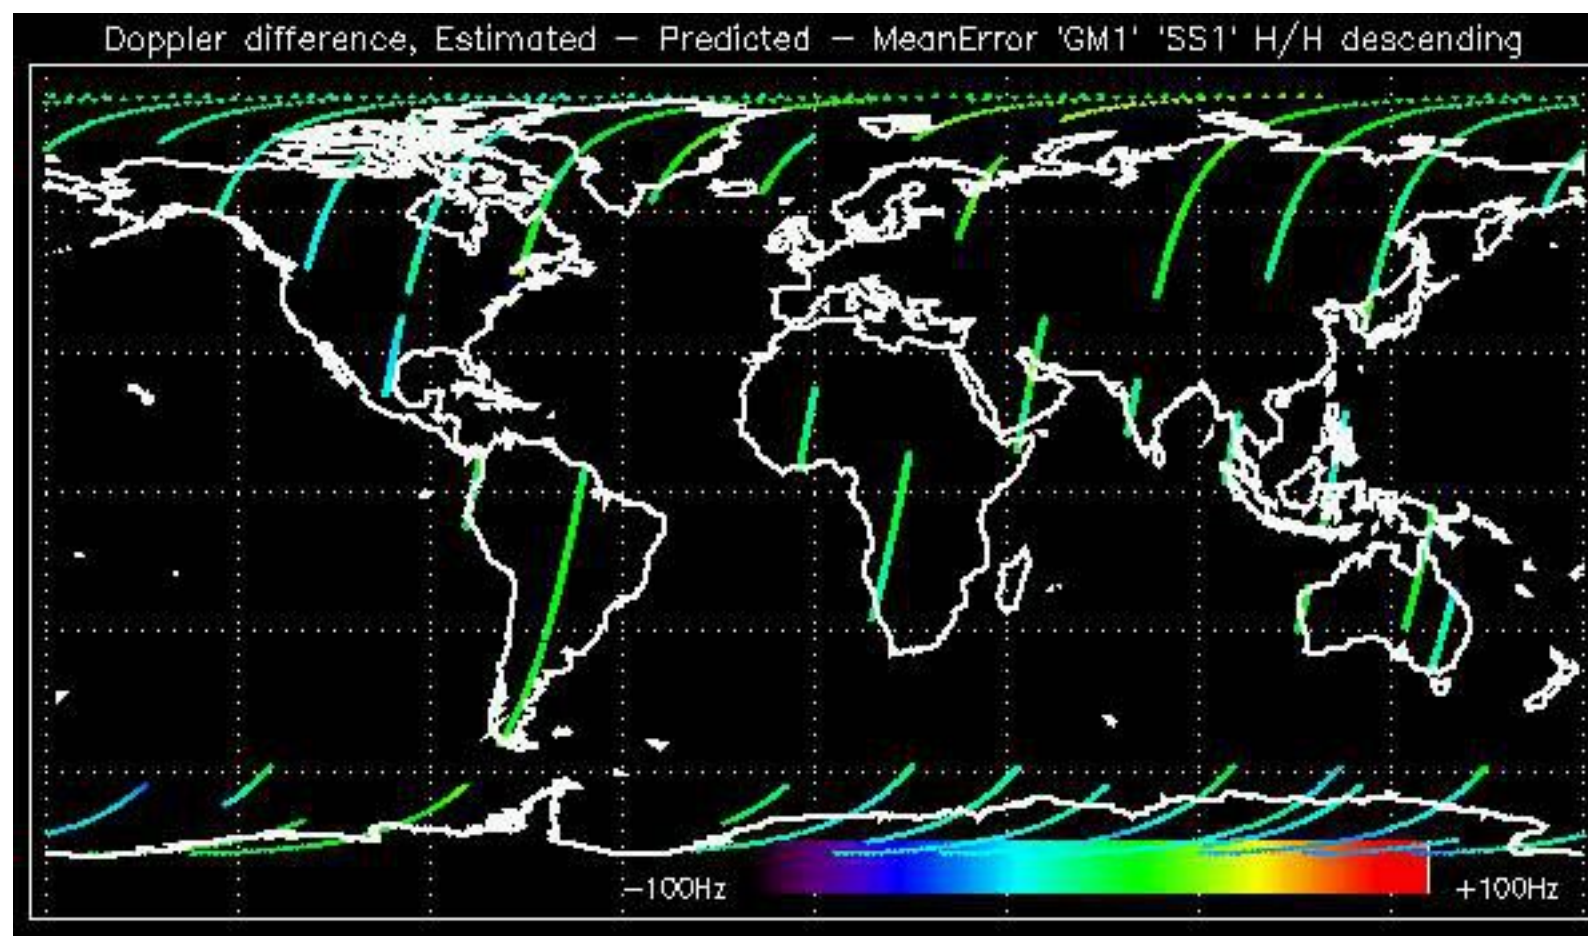 Doppler difference, Estimated – Predicted – MeanError 'GM1' 'SS1' H/H descending
−100Hz +100Hz